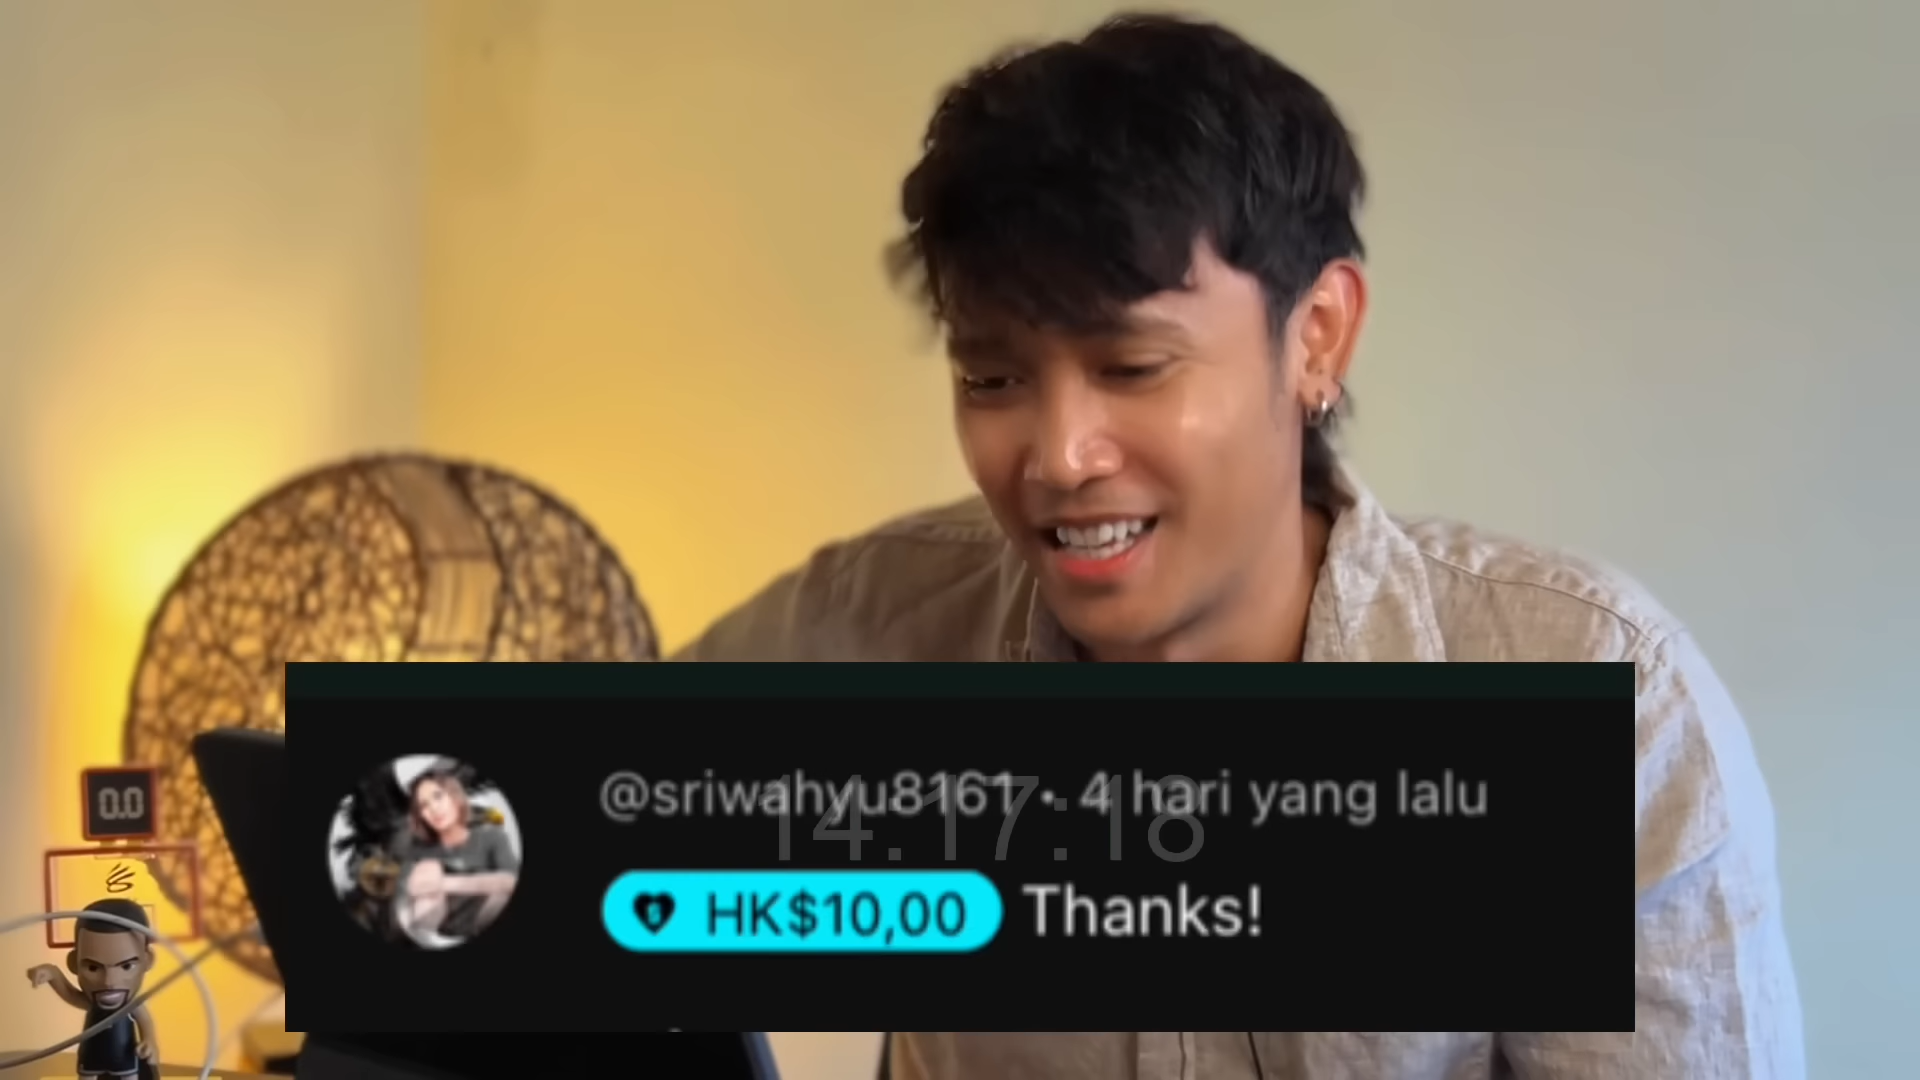 @sriwahyu8161 • 4 hari yang lalu
14.17:18
HK$10,00 Thanks!
0.0